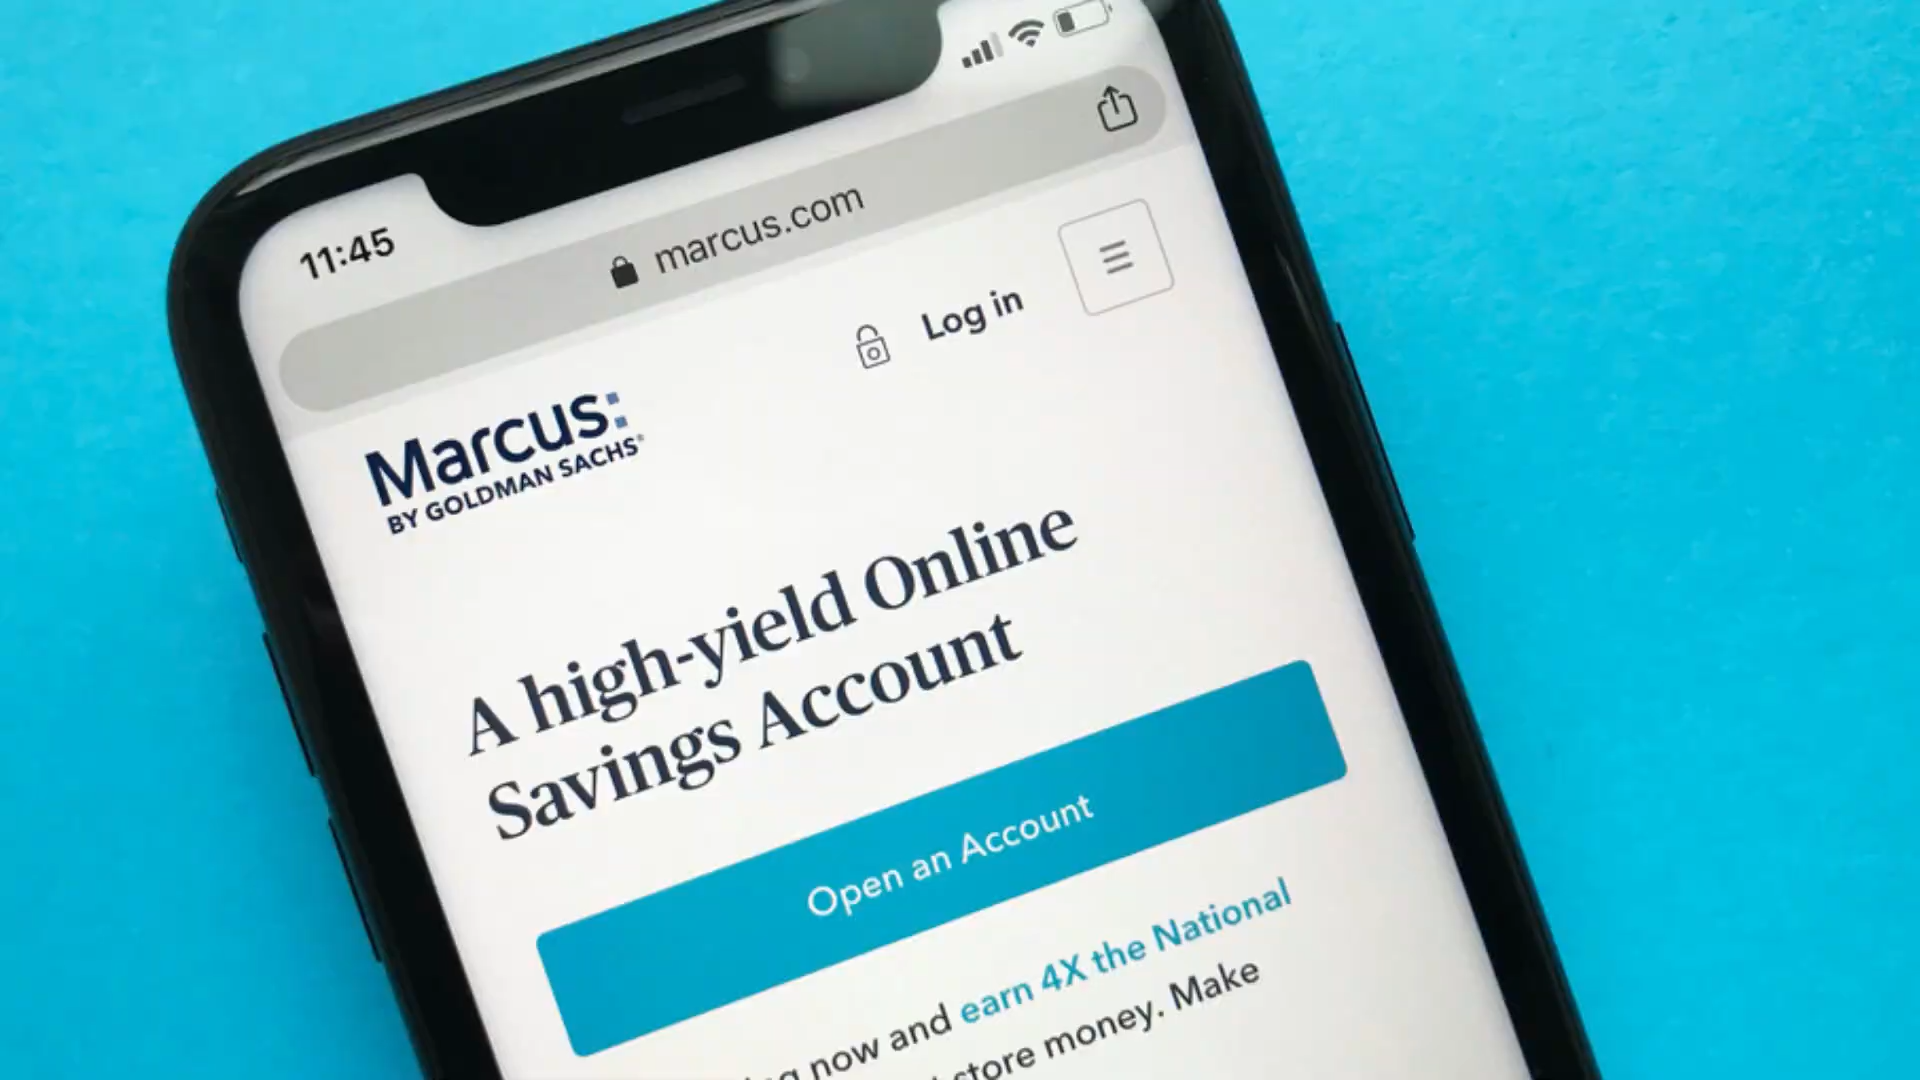 11:45
marcus.com
Log in
Marcus:
BY GOLDMAN SACHS®
A high-yield Online
Savings Account
Open an Account
now and earn 4X the National
store money. Make